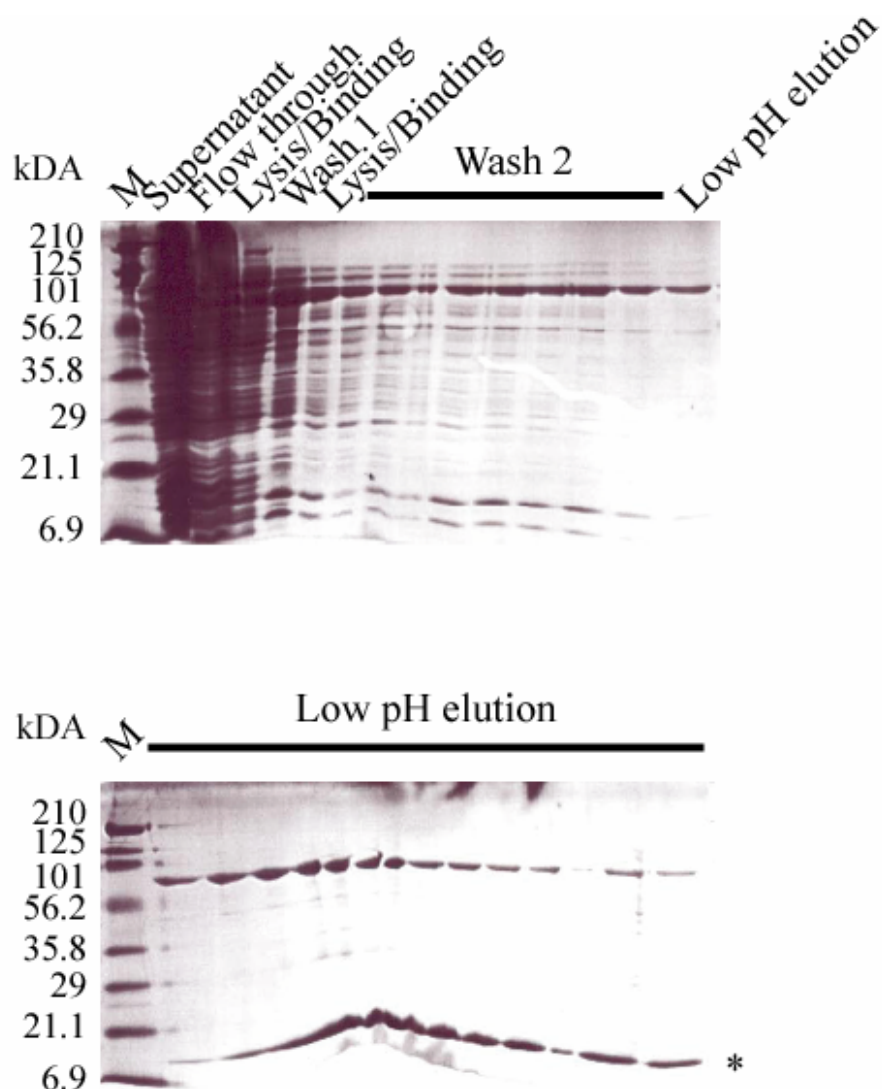 kDA
M
Supernatant
Flow through
Lysis/Binding
Wash 1
Lysis/Binding
Wash 2
Low pH elution
210
125
101
56.2
35.8
29
21.1
6.9
Low pH elution
kDA
M
210
125
101
56.2
35.8
29
21.1
6.9
*